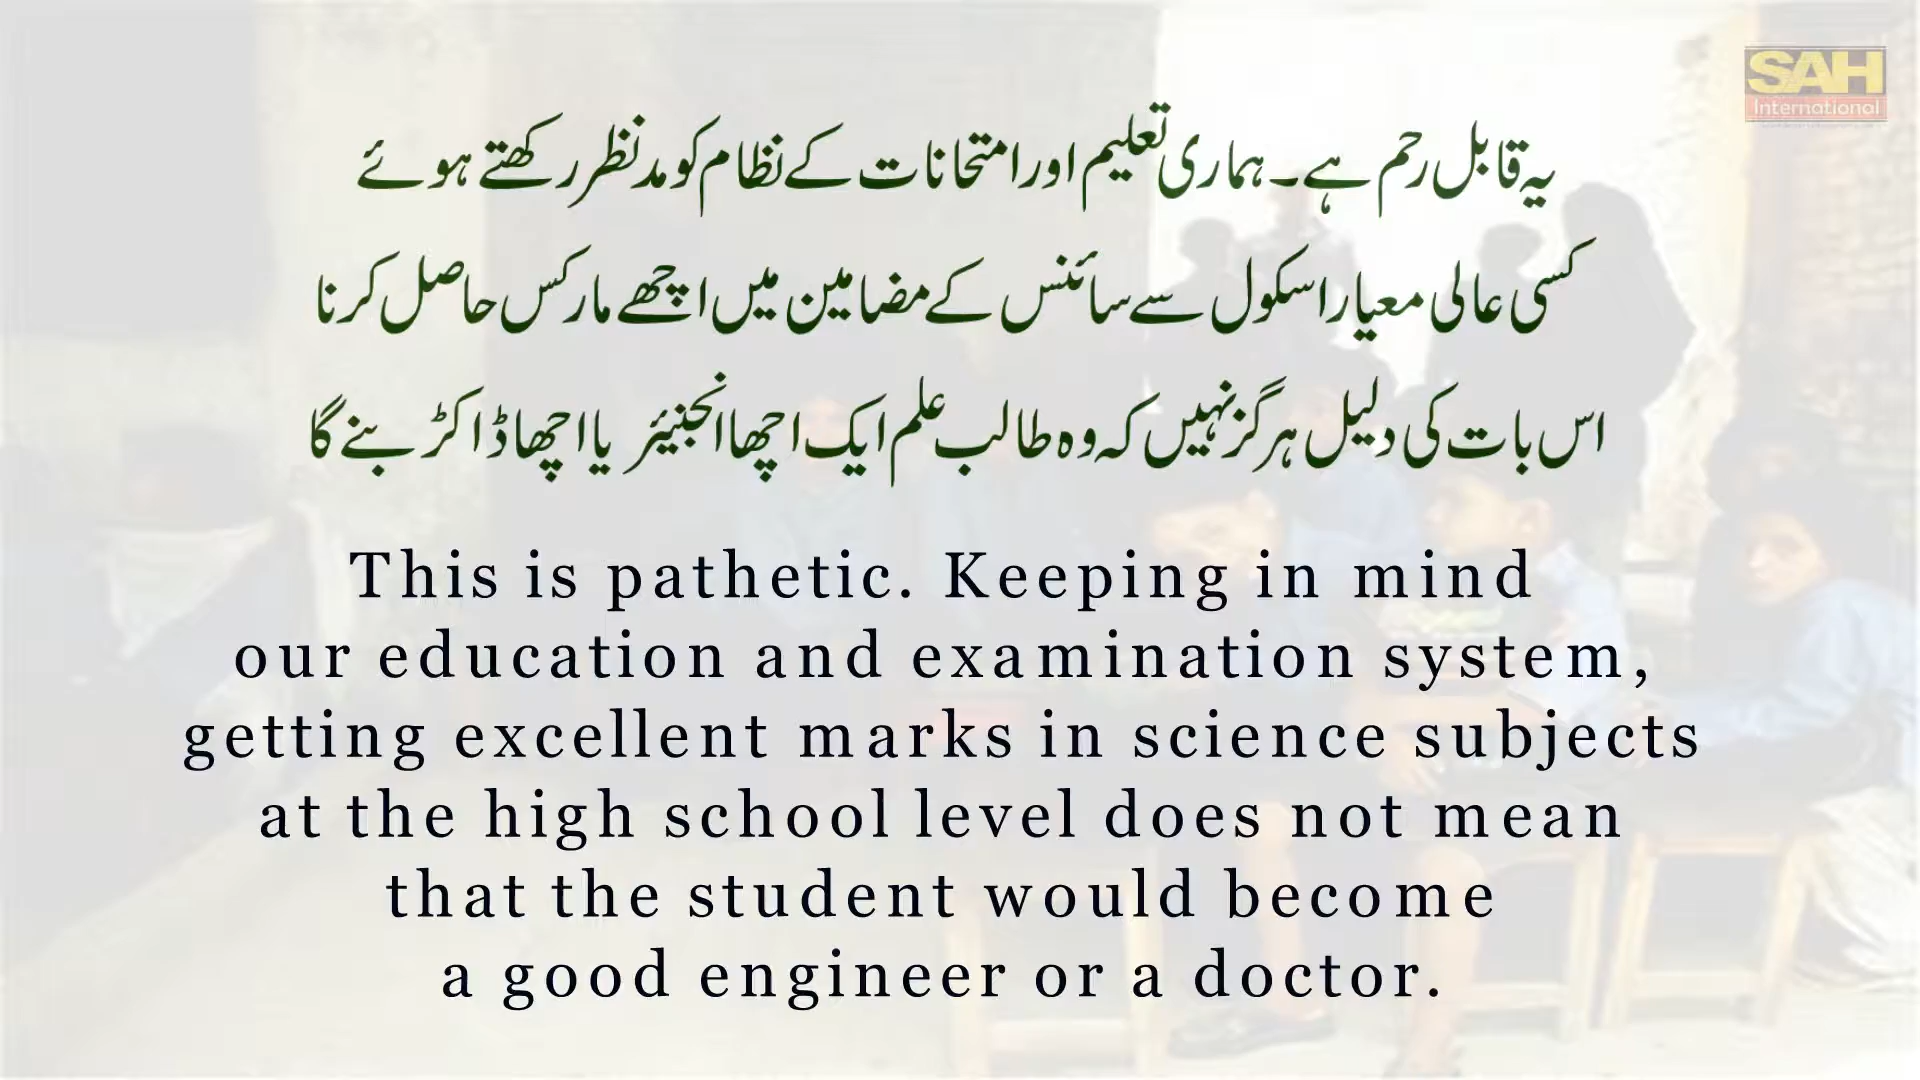 SAH
International
یہ قابل رحم ہے۔ ہماری تعلیم اور امتحانات کے نظام کو مد نظر رکھتے ہوئے
کسی عالی معیار اسکول سے سائنس کے مضامین میں اچھے مارکس حاصل کرنا
اس بات کی دلیل ہرگز نہیں کہ وہ طالب علم ایک اچھا انجنیئر یا اچھا ڈاکٹر بنے گا
This is pathetic. Keeping in mind
our education and examination system,
getting excellent marks in science subjects
at the high school level does not mean
that the student would become
a good engineer or a doctor.